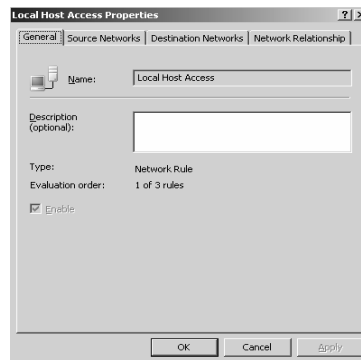 Local Host Access Properties
General Source Networks Destination Networks Network Relationship
Name: Local Host Access
Description
(optional):
Type: Network Rule
Evaluation order: 1 of 3 rules
Enable
OK Cancel Apply